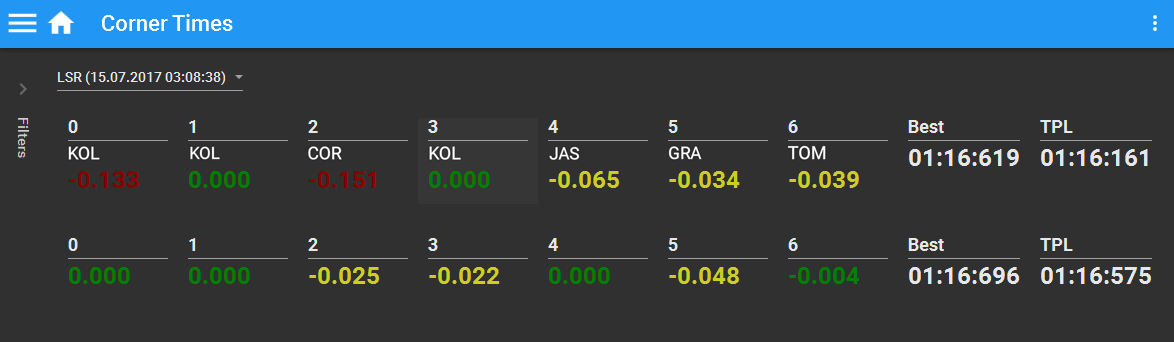 Corner Times
LSR (15.07.2017 03:08:38)
Filters
0 1 2 3 4 5 6 Best TPL
KOL KOL COR KOL JAS GRA TOM 01:16:619 01:16:161
-0.133 0.000 -0.151 0.000 -0.065 -0.034 -0.039
0 1 2 3 4 5 6 Best TPL
0.000 0.000 -0.025 -0.022 0.000 -0.048 -0.004 01:16:696 01:16:575